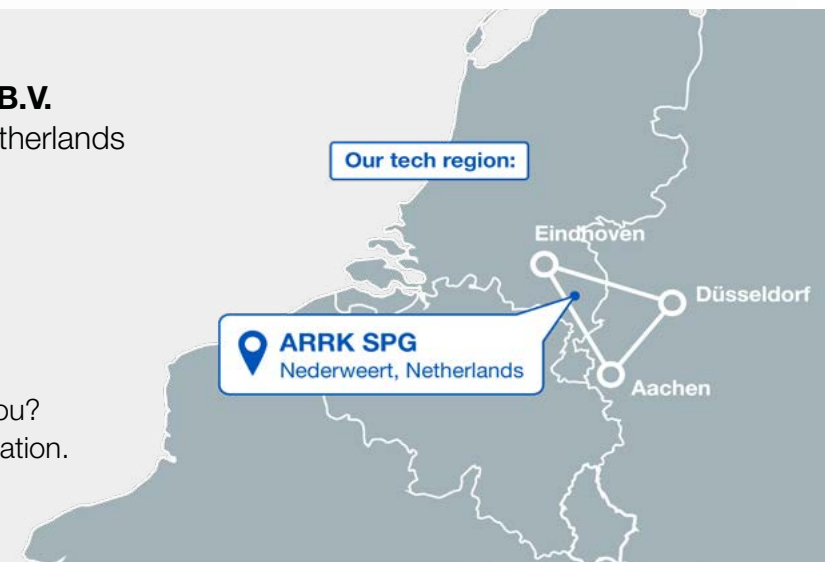 B.V.
therlands
ou?
ation.
Our tech region:
Eindhoven
Düsseldorf
ARRK SPG
Nederweert, Netherlands
Aachen